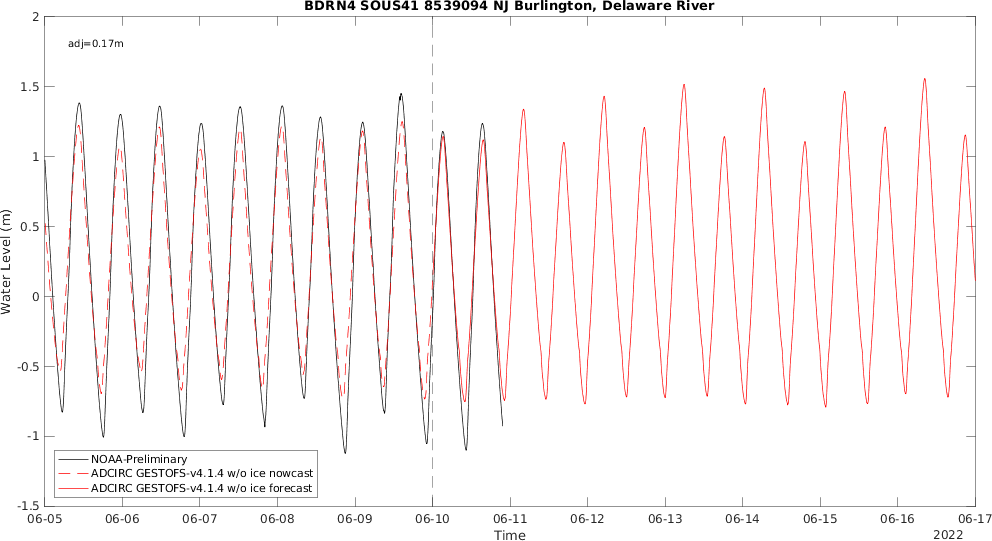 BDRN4 SOUS41 8539094 NJ Burlington, Delaware River
2
adj=0.17m
1.5
1
0.5
Water Level (m)
0
-0.5
-1
NOAA-Preliminary
ADCIRC GESTOFS-v4.1.4 w/o ice nowcast
ADCIRC GESTOFS-v4.1.4 w/o ice forecast
-1.5
06-05 06-06 06-07 06-08 06-09 06-10 06-11 06-12 06-13 06-14 06-15 06-16 06-17
Time 2022